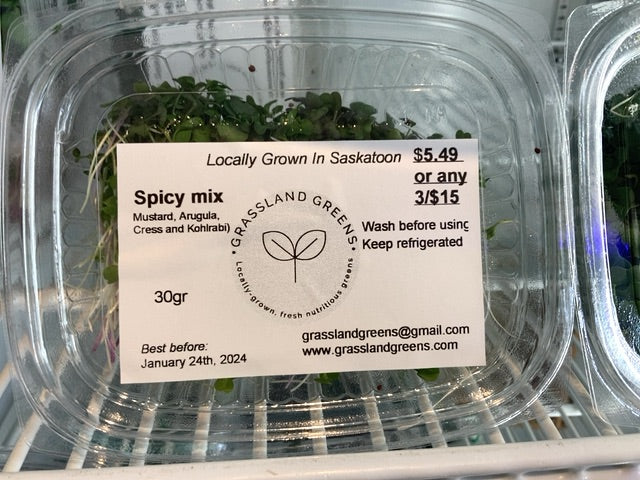 Locally Grown In Saskatoon
$5.49
or any
3/$15
Spicy mix
Mustard, Arugula,
Cress and Kohlrabi)
• GRASSLAND GREENS •
Locally-grown, fresh nutritious greens
Wash before using
Keep refrigerated
30gr
Best before:
January 24th, 2024
grasslandgreens@gmail.com
www.grasslandgreens.com